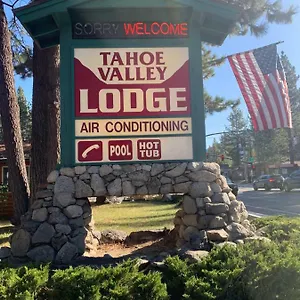 SORRY WELCOME
TAHOE
VALLEY
LODGE
AIR CONDITIONING
POOL HOT
TUB